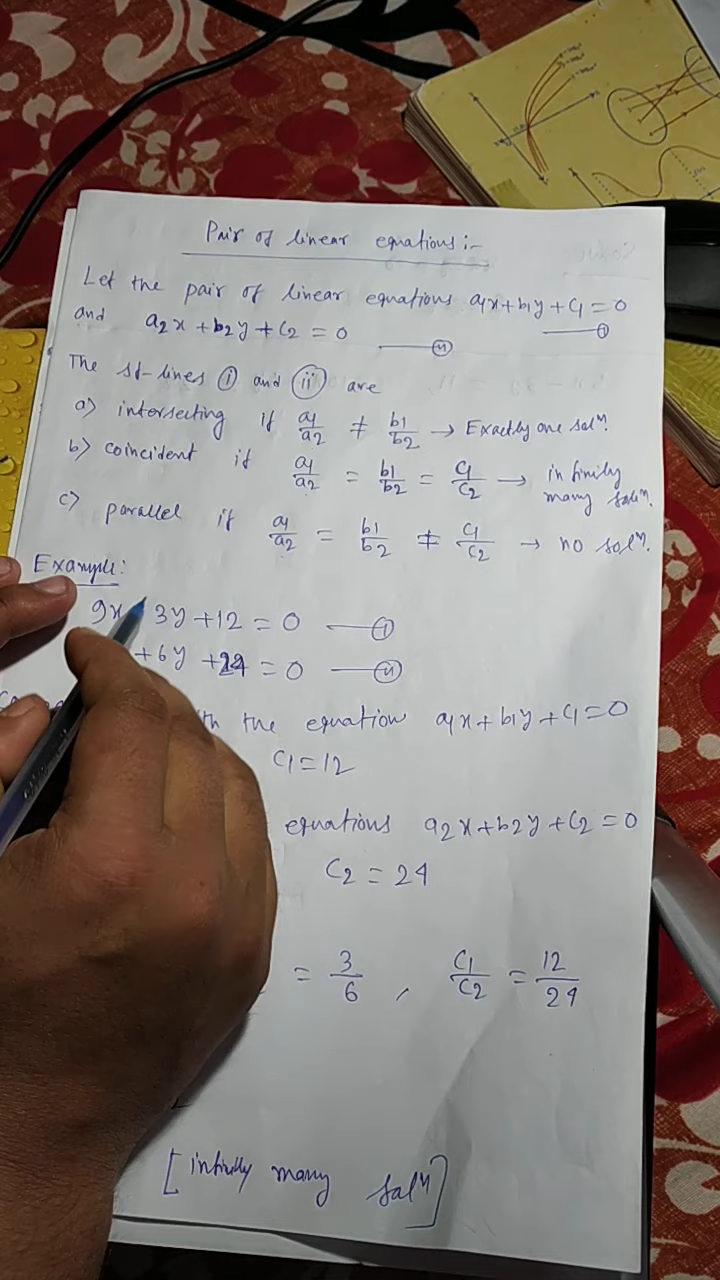 Pair of linear equations :-
Let the pair of linear equations a1x+b1y+c1=0
and a2x+b2y+c2=0 —(i) —(ii)
The st-lines (i) and (ii) are
a) intersecting if a1/a2 ≠ b1/b2 → Exactly one solⁿ.
b) coincident if a1/a2 = b1/b2 = c1/c2 → infinitly
many solⁿ.
c) parallel if a1/a2 = b1/b2 ≠ c1/c2 → no solⁿ.
Example:
9x 3y +12 = 0 —(i)
+6y +24 = 0 —(ii)
the equation a1x+b1y+c1=0
c1=12
equations a2x+b2y+c2=0
c2=24
= 3/6 , c1/c2 = 12/24
[infinitly many solⁿ]